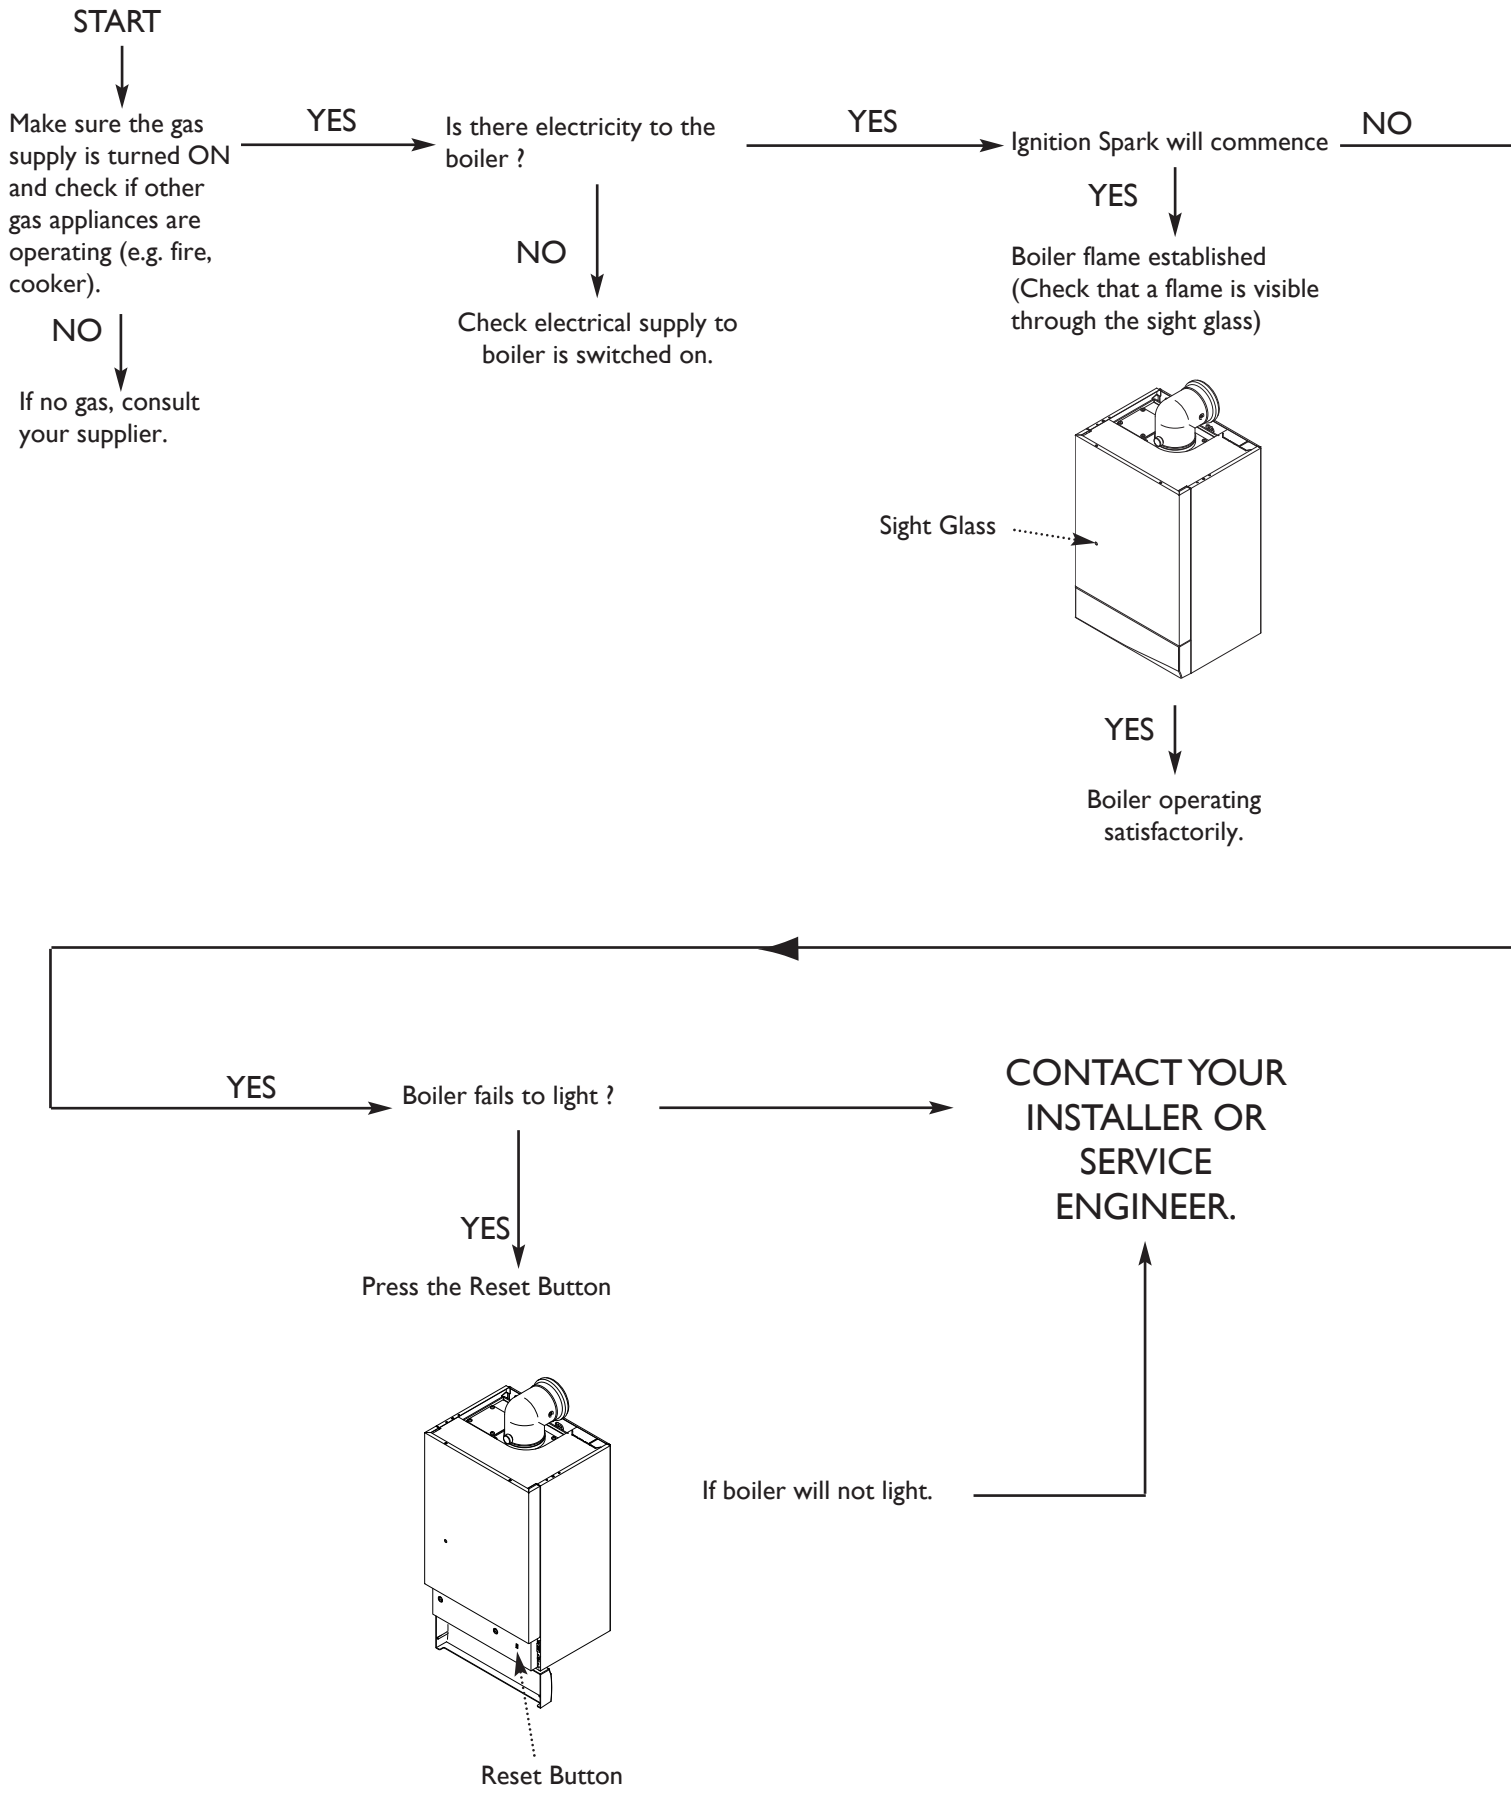 START
Make sure the gas
supply is turned ON
and check if other
gas appliances are
operating (e.g. fire,
cooker).
NO
If no gas, consult
your supplier.
YES
Is there electricity to the
boiler ?
NO
Check electrical supply to
boiler is switched on.
YES
Ignition Spark will commence
NO
YES
Boiler flame established
(Check that a flame is visible
through the sight glass)
Sight Glass
YES
Boiler operating
satisfactorily.
YES
Boiler fails to light ?
CONTACT YOUR
INSTALLER OR
SERVICE
ENGINEER.
YES
Press the Reset Button
If boiler will not light.
Reset Button